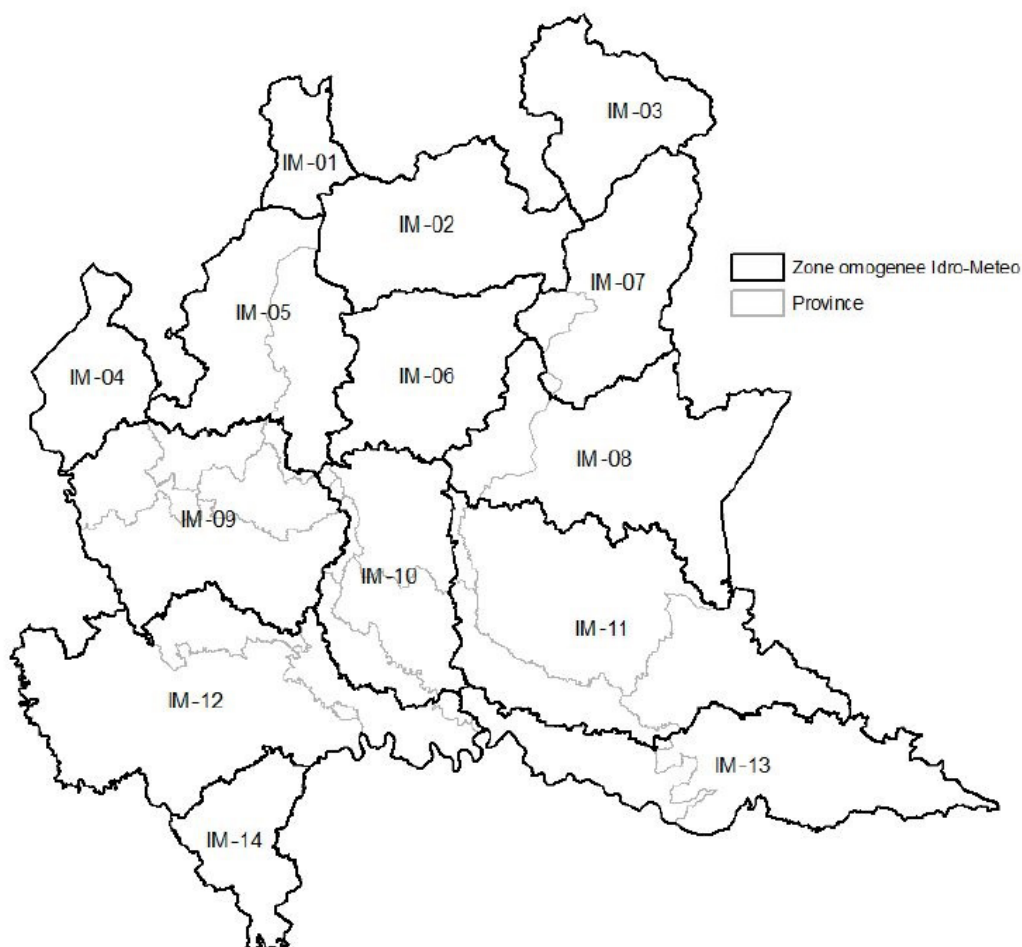 IM-03
IM-01
IM-02
IM-07
Zone omogenee Idro-Meteo
Province
IM-05
IM-04
IM-06
IM-08
IM-09
IM-10
IM-11
IM-12
IM-13
IM-14